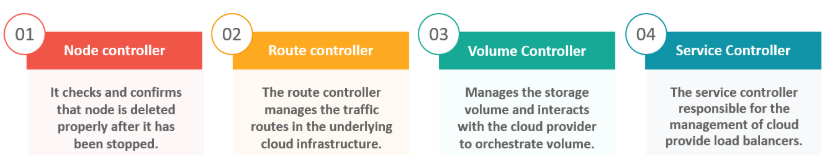 01
Node controller
It checks and confirms
that node is deleted
properly after it has
been stopped.
02
Route controller
The route controller
manages the traffic
routes in the underlying
cloud infrastructure.
03
Volume Controller
Manages the storage
volume and interacts
with the cloud provider
to orchestrate volume.
04
Service Controller
The service controller
responsible for the
management of cloud
provide load balancers.